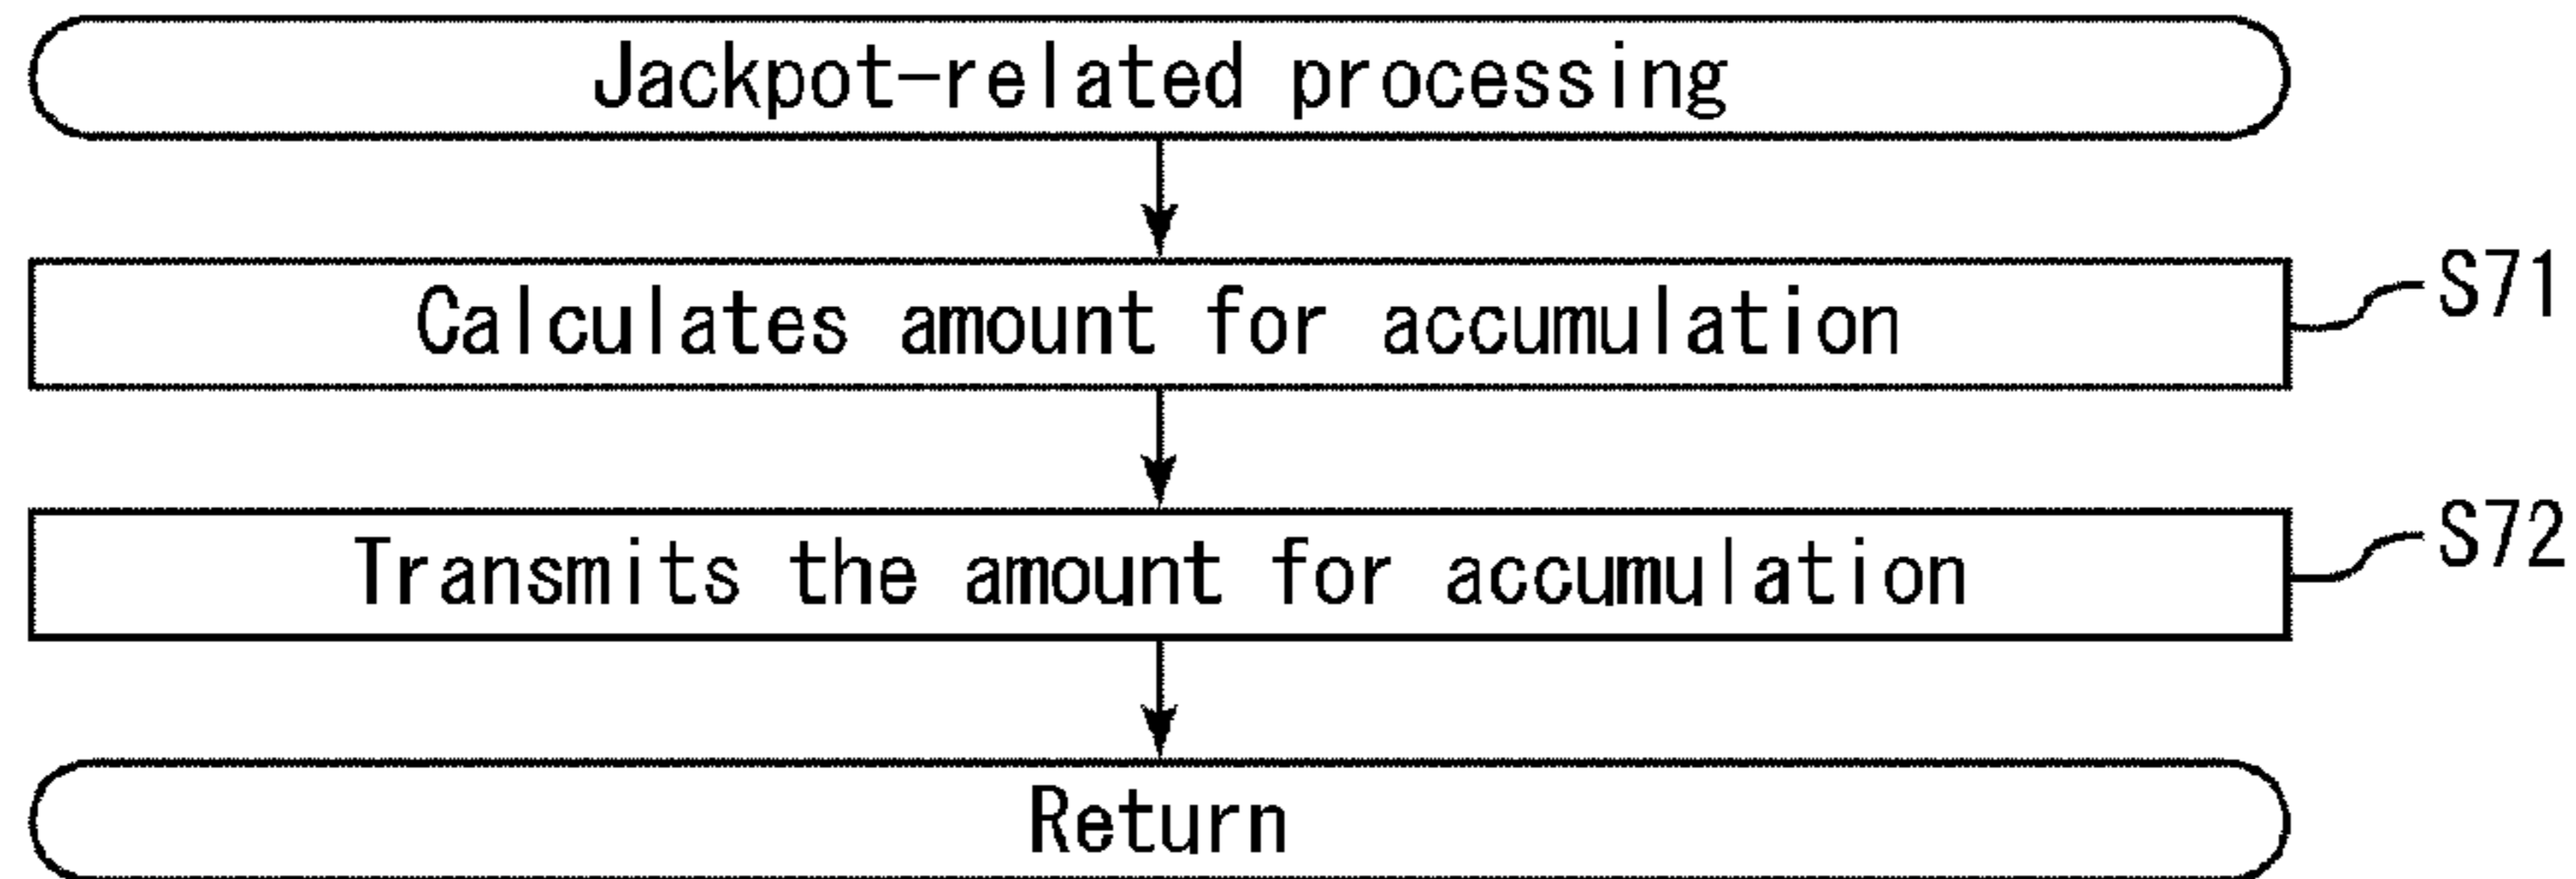 Jackpot-related processing
Calculates amount for accumulation
S71
Transmits the amount for accumulation
S72
Return